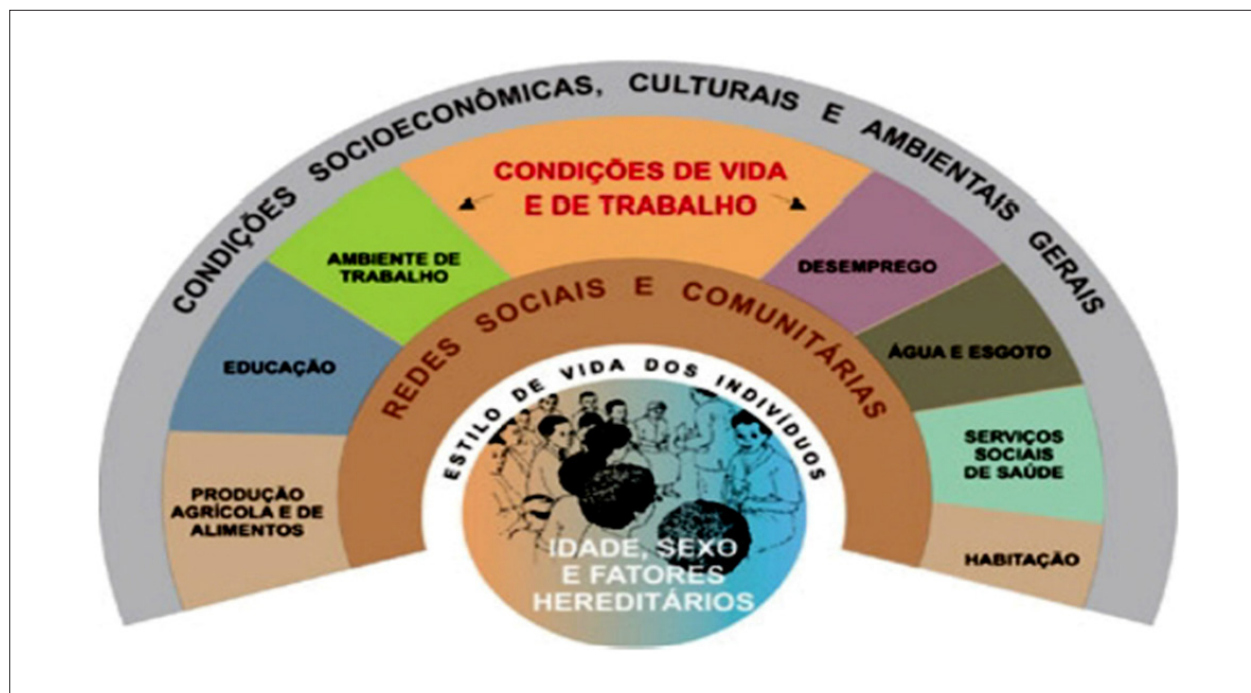 CONDIÇÕES SOCIOECONÔMICAS, CULTURAIS E AMBIENTAIS GERAIS
CONDIÇÕES DE VIDA
E DE TRABALHO
AMBIENTE DE
TRABALHO
DESEMPREGO
EDUCAÇÃO
ÁGUA E ESGOTO
PRODUÇÃO
AGRÍCOLA E DE
ALIMENTOS
SERVIÇOS
SOCIAIS
DE SAÚDE
HABITAÇÃO
REDES SOCIAIS E COMUNITÁRIAS
ESTILO DE VIDA DOS INDIVÍDUOS
IDADE, SEXO
E FATORES
HEREDITÁRIOS